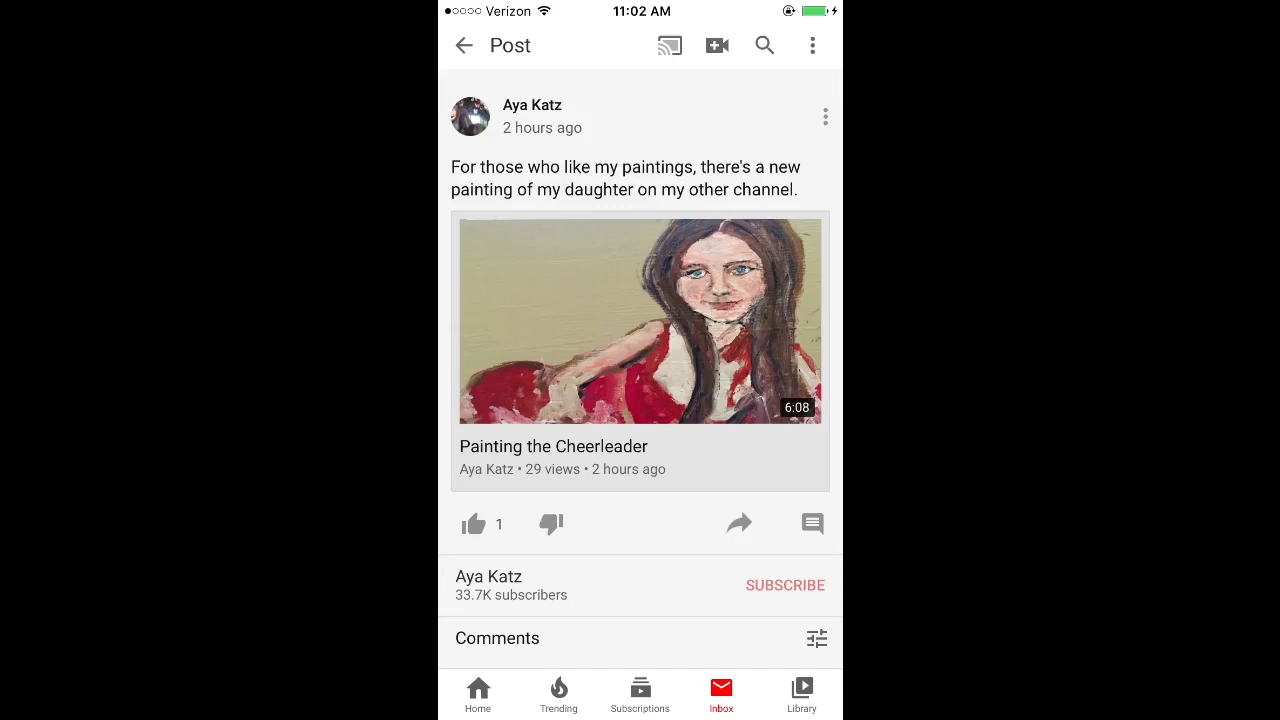 Verizon 11:02 AM
Post
Aya Katz
2 hours ago
For those who like my paintings, there's a new
painting of my daughter on my other channel.
6:08
Painting the Cheerleader
Aya Katz • 29 views • 2 hours ago
1
Aya Katz
33.7K subscribers
SUBSCRIBE
Comments
Home Trending Subscriptions Inbox Library